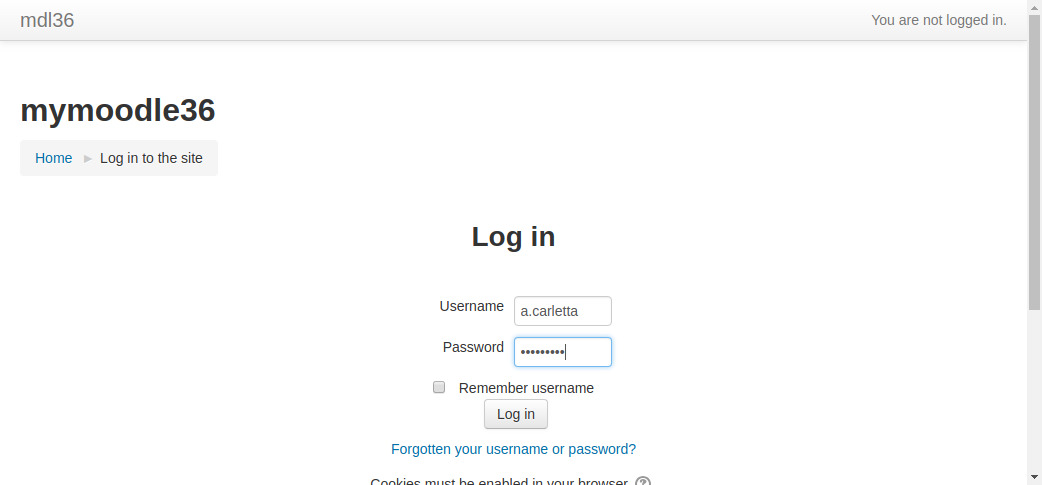 mdl36
You are not logged in.
mymoodle36
Home ► Log in to the site
Log in
Username a.carletta
Password •••••••••
Remember username
Log in
Forgotten your username or password?
Cookies must be enabled in your browser ?